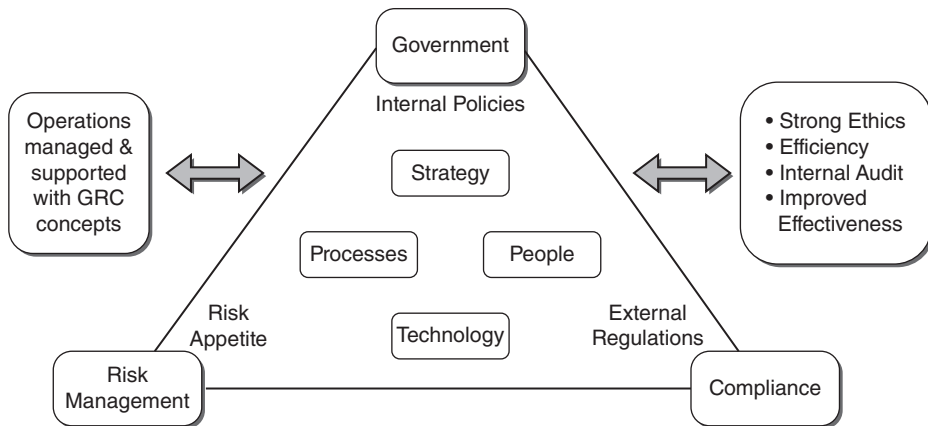 Government
Internal Policies
Operations
managed &
supported
with GRC
concepts
• Strong Ethics
• Efficiency
• Internal Audit
• Improved
Effectiveness
Strategy
Processes
People
Risk
Appetite
Technology
External
Regulations
Risk
Management
Compliance